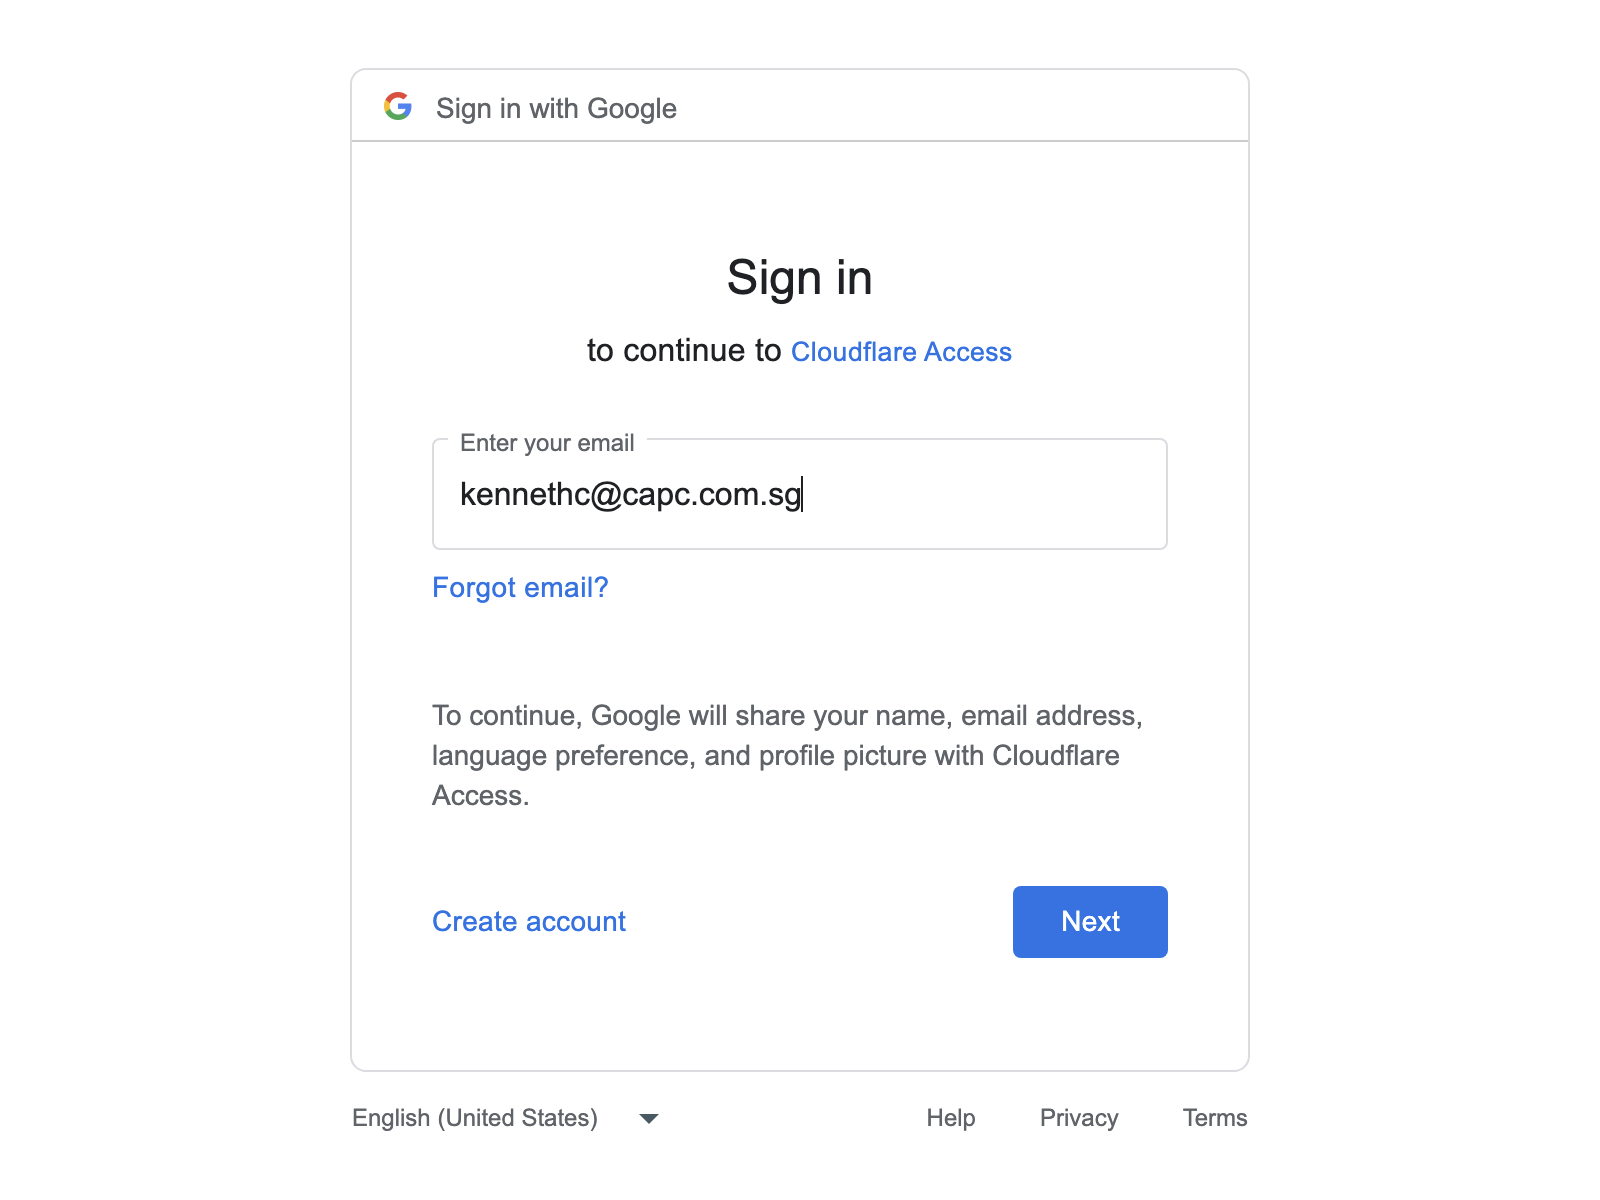 Sign in with Google
Sign in
to continue to Cloudflare Access
Enter your email
kennethc@capc.com.sg
Forgot email?
To continue, Google will share your name, email address,
language preference, and profile picture with Cloudflare
Access.
Create account
Next
English (United States)
Help
Privacy
Terms